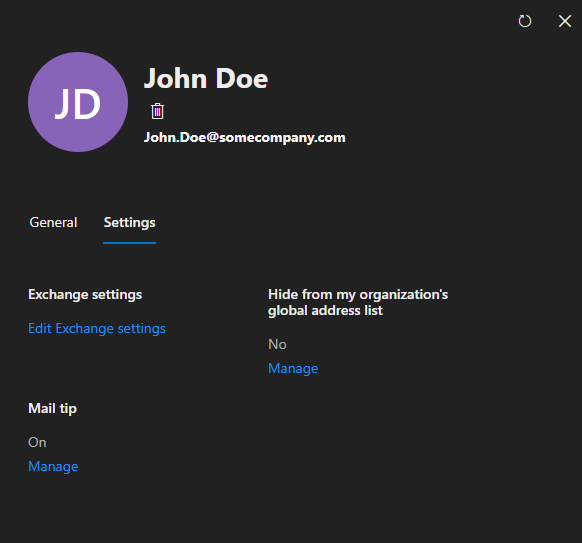 JD
John Doe
John.Doe@somecompany.com
General
Settings
Exchange settings
Edit Exchange settings
Hide from my organization's
global address list
No
Manage
Mail tip
On
Manage